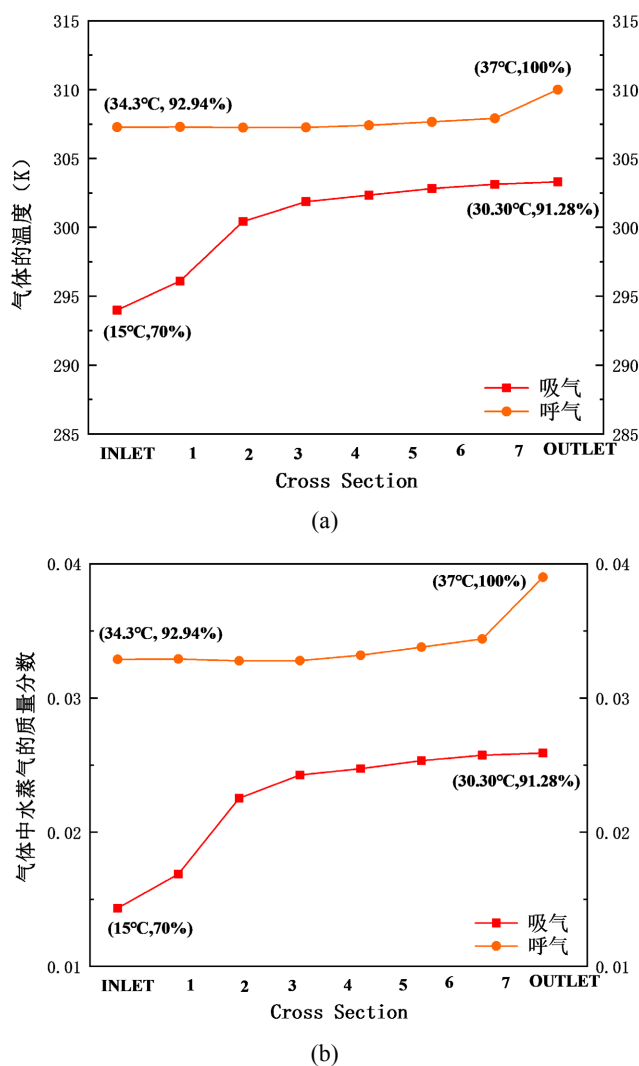 315
310
305
300
295
290
285
315
310
305
300
295
290
285
气体的温度（K）
(34.3℃, 92.94%)
(37℃,100%)
(30.30℃,91.28%)
(15℃,70%)
吸气
呼气
INLET 1 2 3 4 5 6 7 OUTLET
Cross Section
(a)
0.04
0.03
0.02
0.01
0.04
0.03
0.02
0.01
气体中水蒸气的质量分数
(37℃,100%)
(34.3℃, 92.94%)
(30.30℃,91.28%)
(15℃,70%)
吸气
呼气
INLET 1 2 3 4 5 6 7 OUTLET
Cross Section
(b)